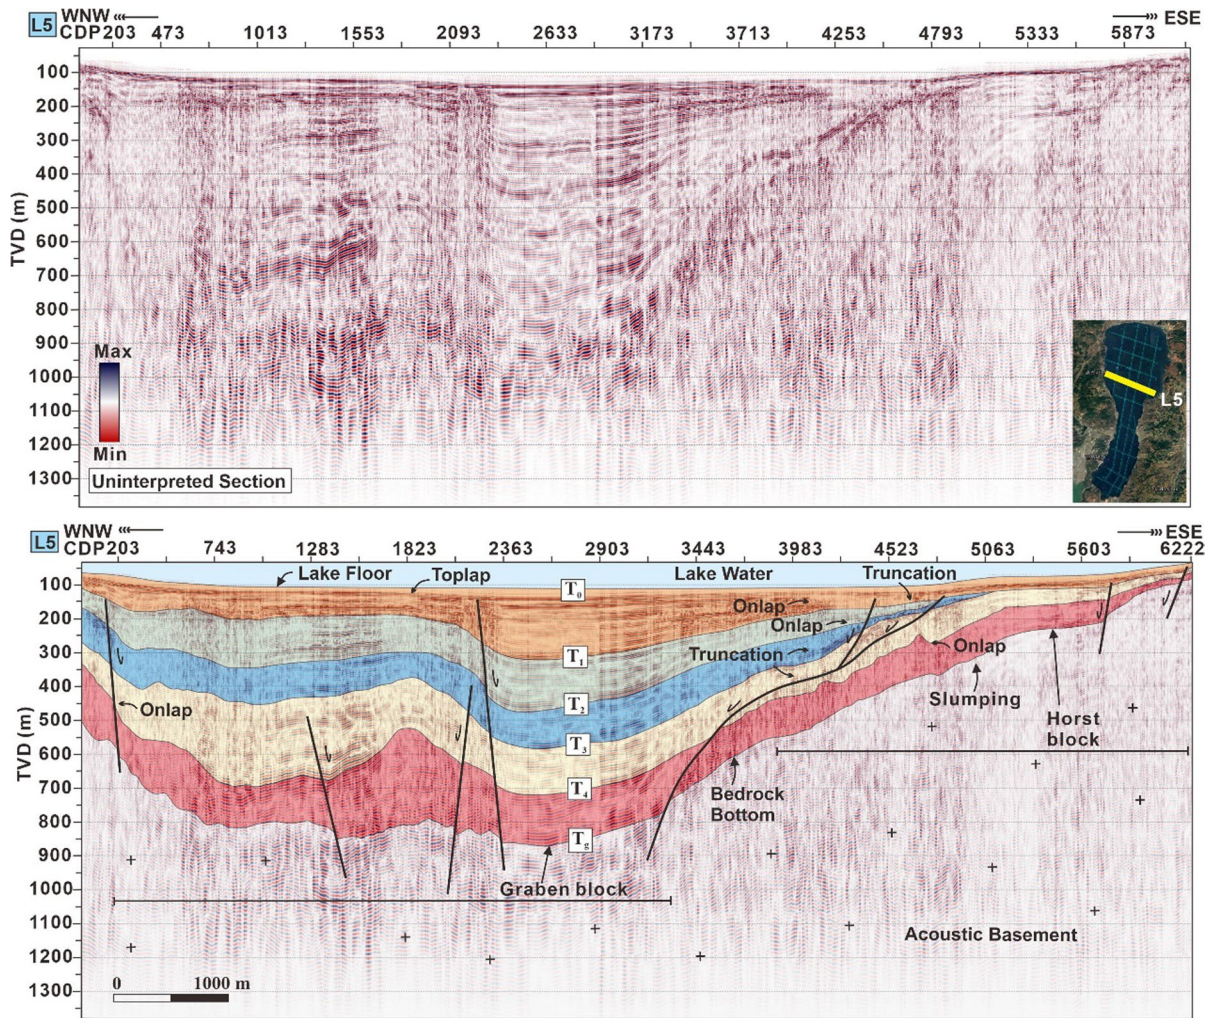 L5 WNW ESE
CDP 203 473 1013 1553 2093 2633 3173 3713 4253 4793 5333 5873
TVD (m)
100
200
300
400
500
600
700
800
900
1000
1100
1200
1300
Max
Min
Uninterpreted Section
L5
L5 WNW ESE
CDP 203 743 1283 1823 2363 2903 3443 3983 4523 5063 5603 6222
TVD (m)
100
200
300
400
500
600
700
800
900
1000
1100
1200
1300
Lake Floor
Toplap
T₀
Lake Water
Truncation
Onlap
Onlap
T₁
Truncation
Onlap
Onlap
T₂
Slumping
Horst
block
T₃
T₄
Bedrock
Bottom
Tg
Graben block
Acoustic Basement
0 1000 m